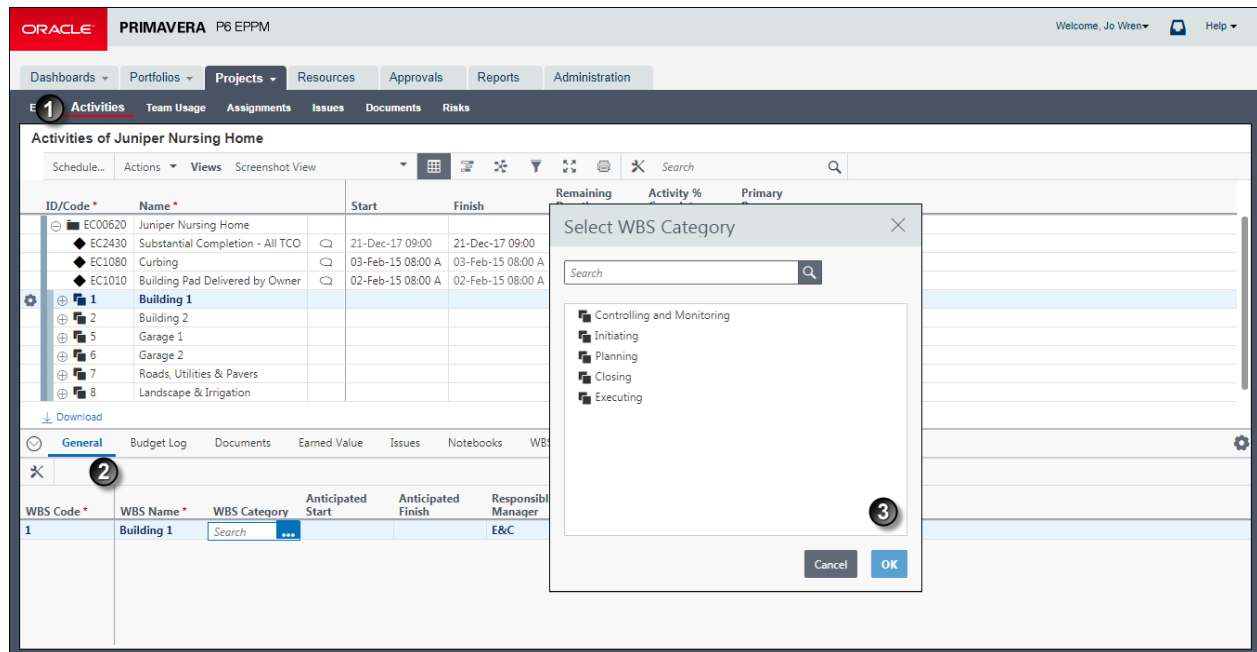 ORACLE PRIMAVERA P6 EPPM Welcome, Jo Wren Help
Dashboards Portfolios Projects Resources Approvals Reports Administration
E 1 Activities Team Usage Assignments Issues Documents Risks
Activities of Juniper Nursing Home
Schedule... Actions Views Screenshot View Search
ID/Code * Name * Start Finish Remaining Activity % Primary
EC00620 Juniper Nursing Home
EC2430 Substantial Completion - All TCO 21-Dec-17 09:00 21-Dec-17 09:00
EC1080 Curbing 03-Feb-15 08:00 A 03-Feb-15 08:00 A
EC1010 Building Pad Delivered by Owner 02-Feb-15 08:00 A 02-Feb-15 08:00 A
1 Building 1
2 Building 2
5 Garage 1
6 Garage 2
7 Roads, Utilities & Pavers
8 Landscape & Irrigation
Download
General Budget Log Documents Earned Value Issues Notebooks WBS
2
WBS Code * WBS Name * WBS Category Anticipated Start Anticipated Finish Responsibl Manager
1 Building 1 Search ... E&C
Select WBS Category
Search
Controlling and Monitoring
Initiating
Planning
Closing
Executing
3
Cancel OK